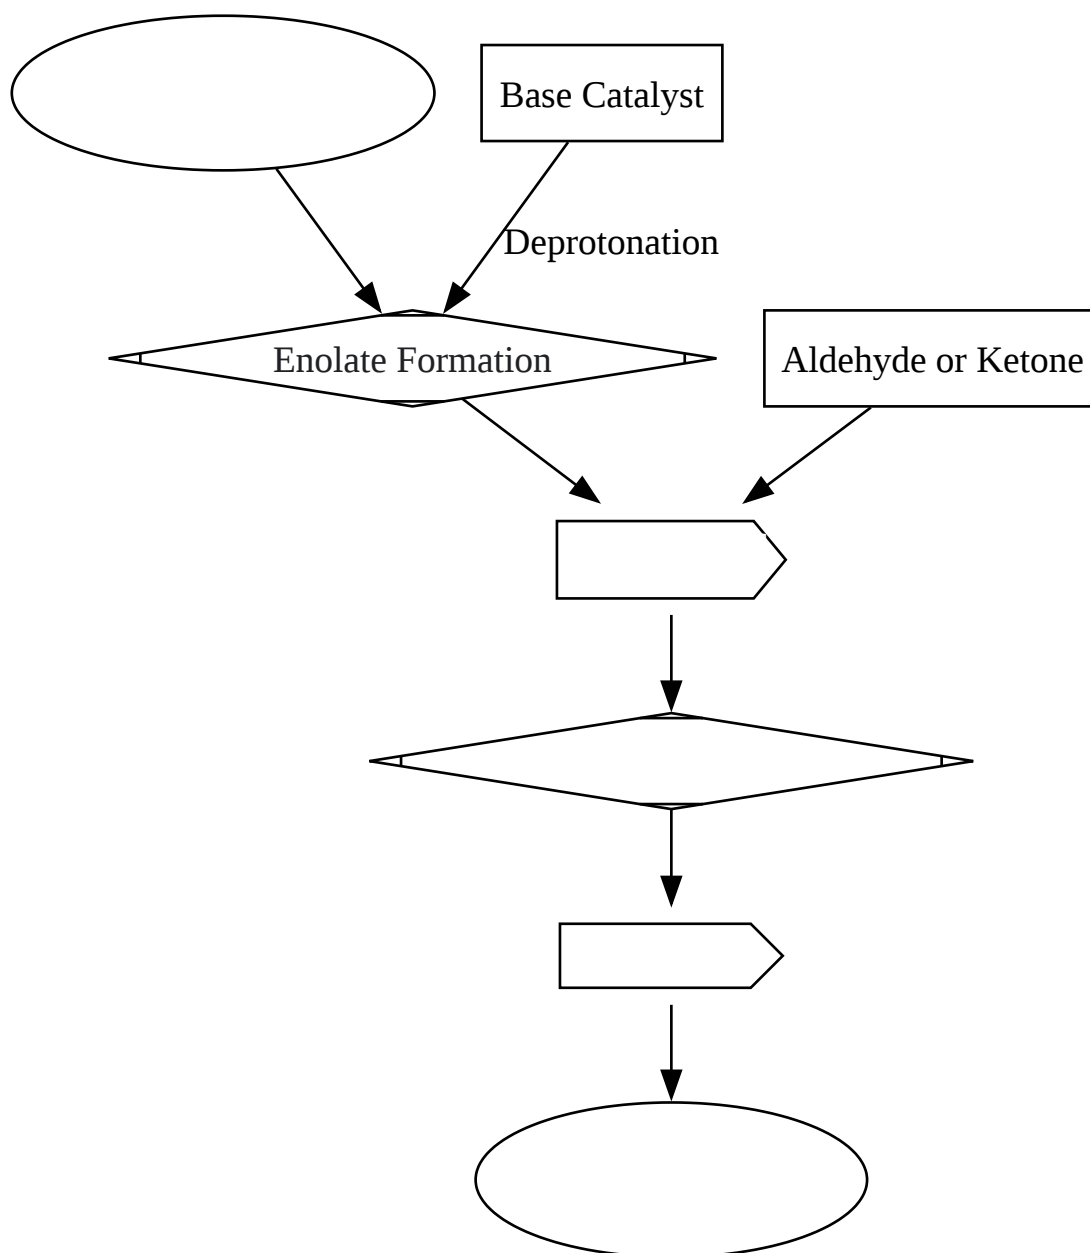 Base Catalyst
Deprotonation
Enolate Formation
Aldehyde or Ketone